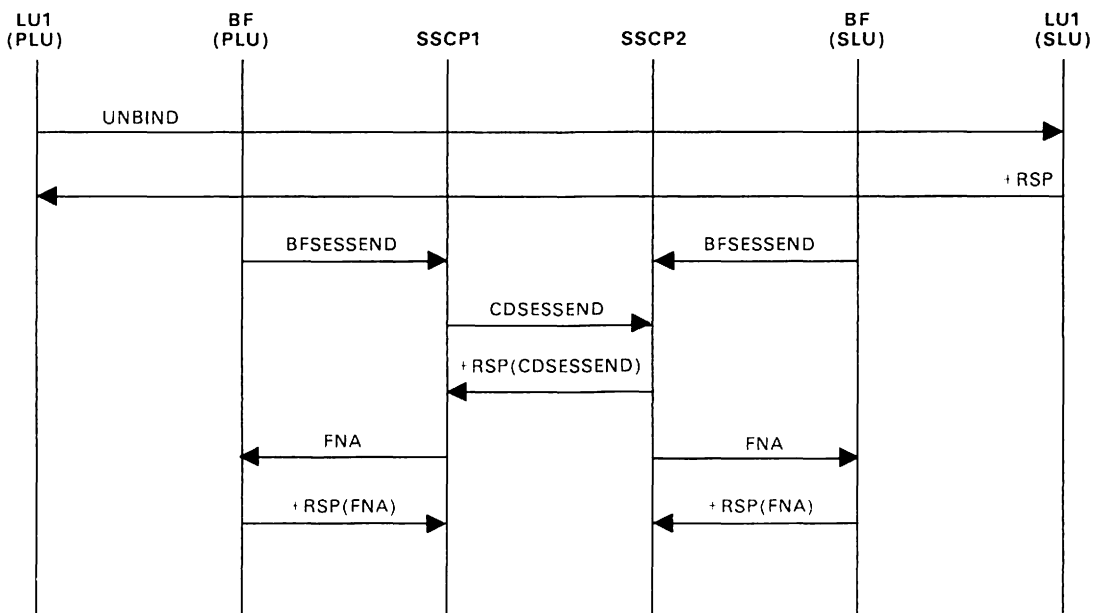 LU1
(PLU)
BF
(PLU)
SSCP1
SSCP2
BF
(SLU)
LU1
(SLU)
UNBIND
+RSP
BFSESSEND
BFSESSEND
CDSESSEND
+RSP(CDSESSEND)
FNA
FNA
+RSP(FNA)
+RSP(FNA)